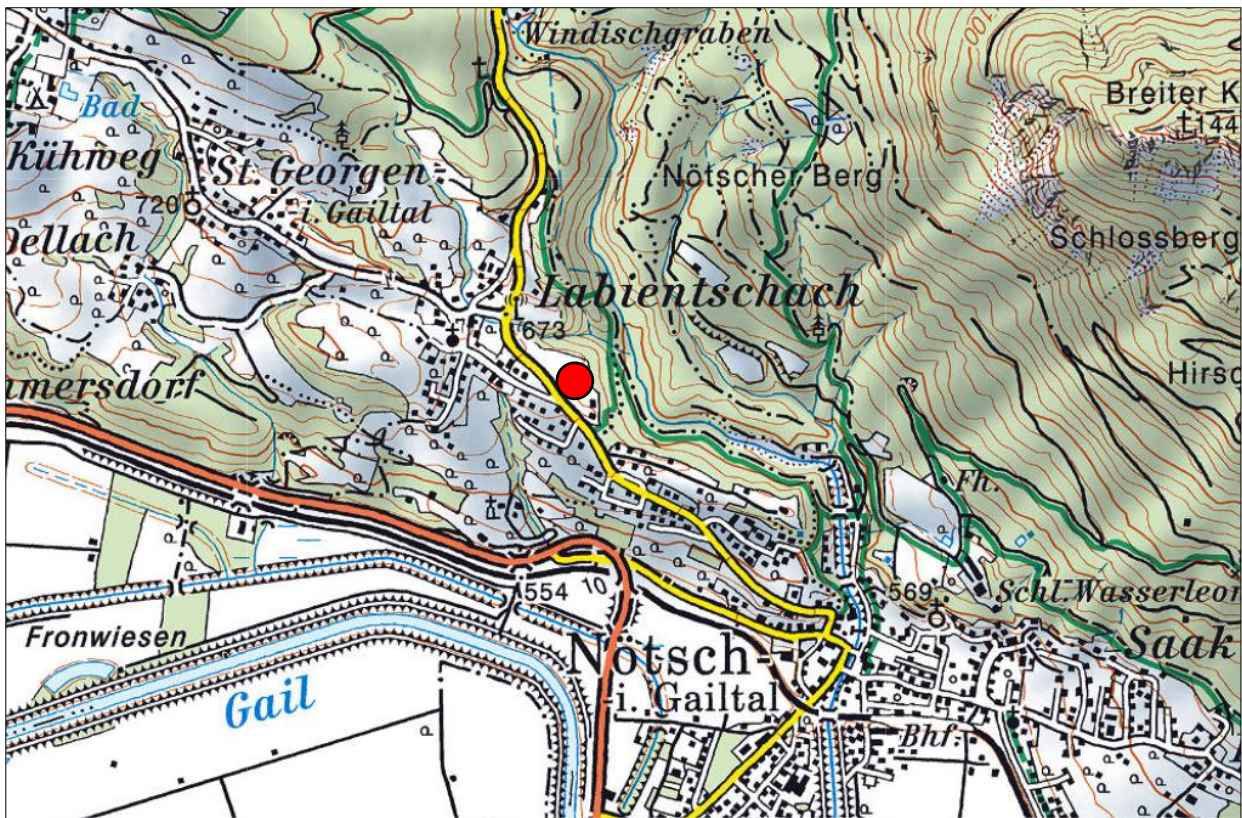 Windischgraben
Bad
Breiter K
144
Kühweg
St. Georgen
i. Gailtal
Nötscher Berg
720
Dellach
Schlossberg
Labientschach
673
mersdorf
Hirsc
Fh.
554
10
569
Schl. Wasserleon
Fronwiesen
Nötsch
i. Gailtal
Saak
Gail
Bhf.